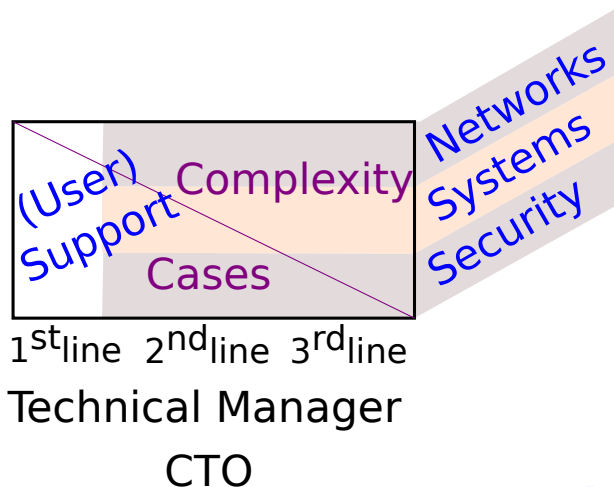 Networks
Systems
Security
(User)
Support
Complexity
Cases
1st line 2nd line 3rd line
Technical Manager
CTO